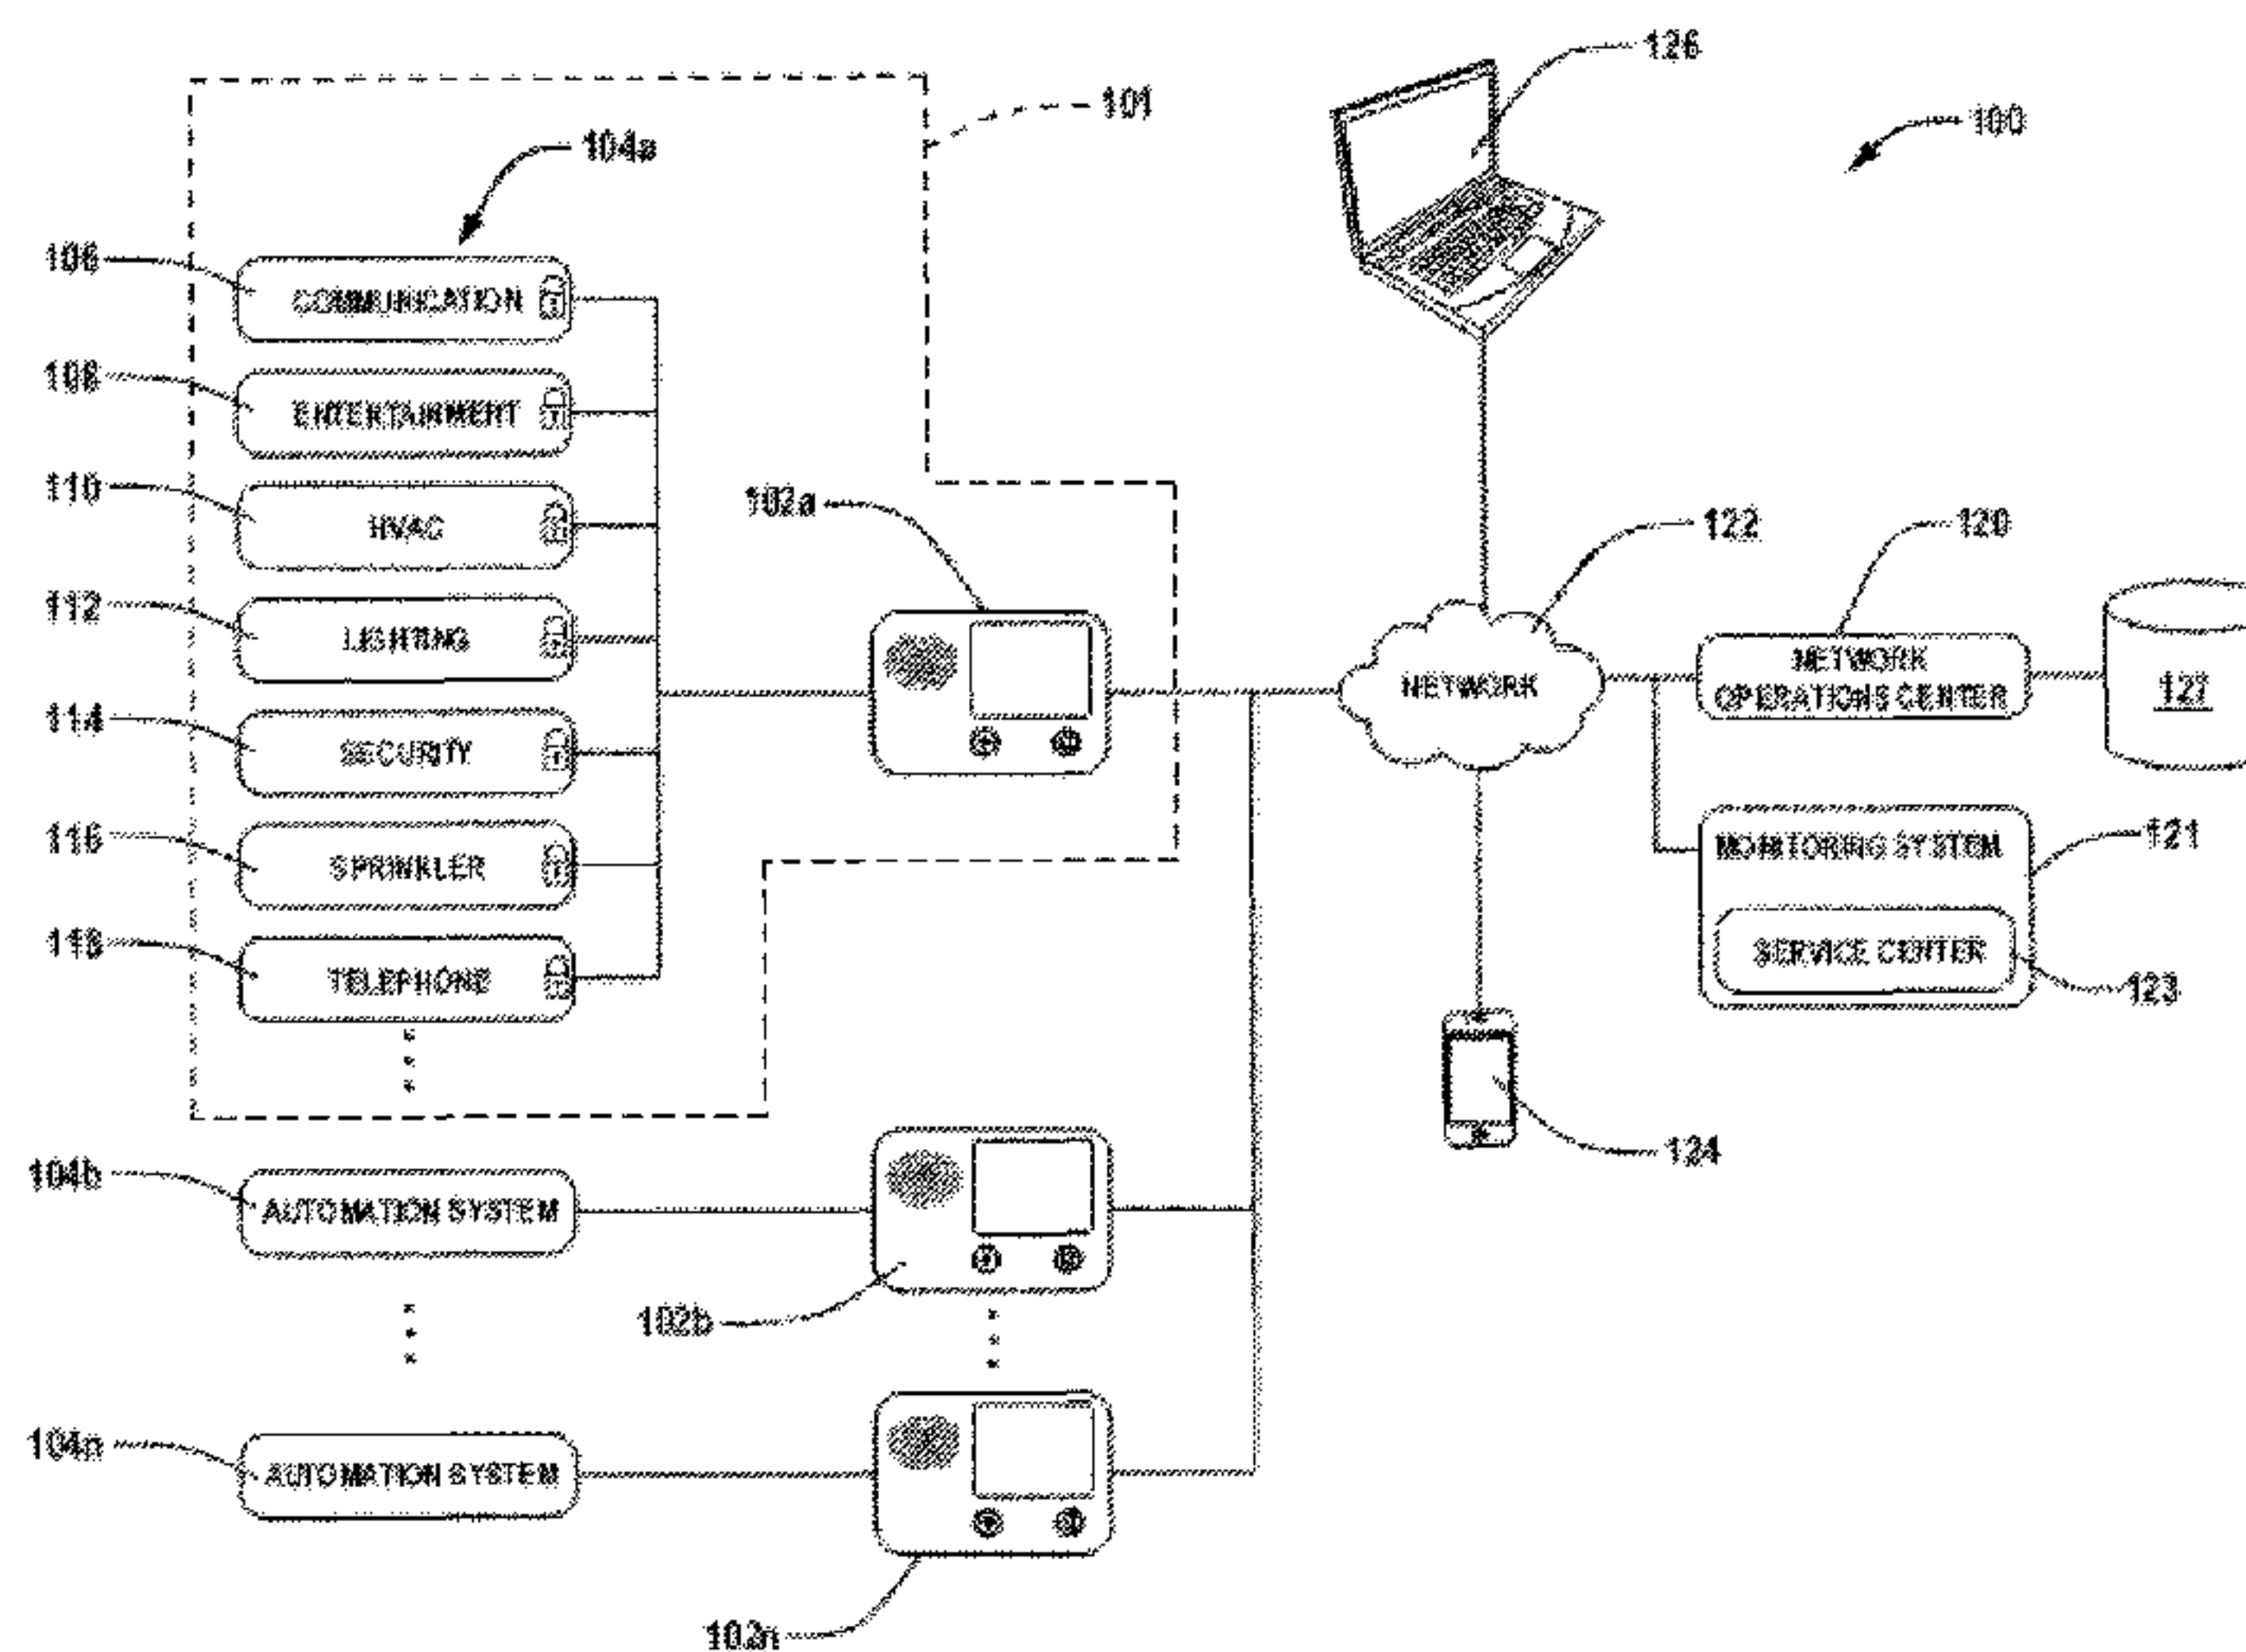 126
101
100
104a
106
COMMUNICATION
108
ENTERTAINMENT
110
HVAC
102a
122
120
112
LIGHTING
NETWORK
OPERATIONS CENTER
NETWORK
127
114
SECURITY
116
SPRINKLER
MONITORING SYSTEM
121
118
TELEPHONE
SERVICE CENTER
123
124
104b
AUTOMATION SYSTEM
102b
104n
AUTOMATION SYSTEM
102n